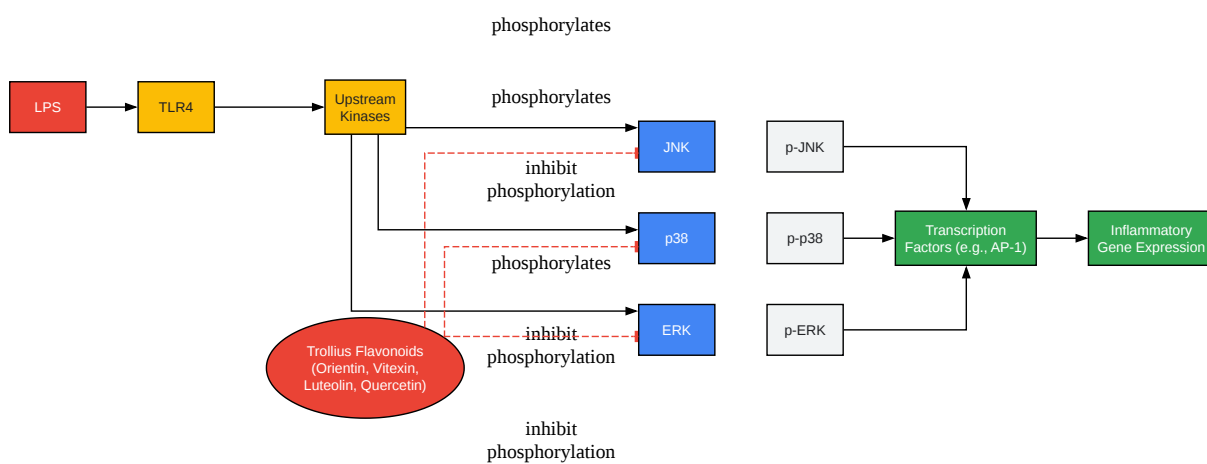 phosphorylates
LPS
TLR4
Upstream
Kinases
phosphorylates
JNK
p-JNK
inhibit
phosphorylation
p38
p-p38
Transcription
Factors (e.g., AP-1)
Inflammatory
Gene Expression
phosphorylates
ERK
p-ERK
inhibit
phosphorylation
Trollius Flavonoids
(Orientin, Vitexin,
Luteolin, Quercetin)
inhibit
phosphorylation